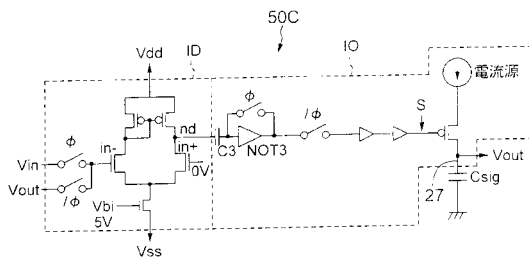 50C
ID
IO
Vdd
電流源
φ
/φ
S
nd
in-
in+
C3
NOT3
φ
Vin
0V
Vout
Vout
/φ
Vbi
5V
27
Csig
Vss